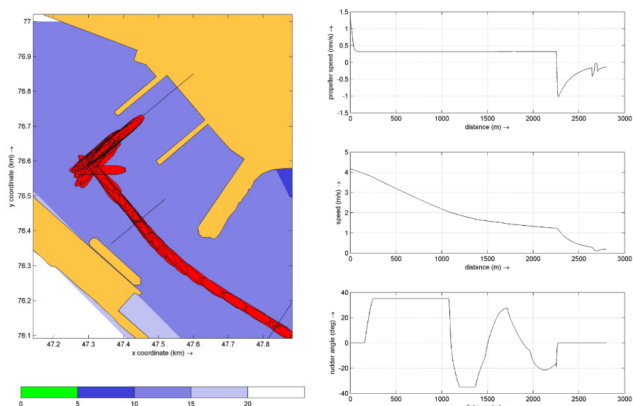 77
76.9
76.8
76.7
76.6
76.5
76.4
76.3
76.2
76.1
y coordinate (km) →
47.2 47.3 47.4 47.5 47.6 47.7 47.8
x coordinate (km) →
0 5 10 15 20
1.5
1
0.5
0
-0.5
-1
-1.5
propeller speed (rev/s) →
0 500 1000 1500 2000 2500 3000
distance (m) →
5
4
3
2
1
0
speed (m/s) →
0 500 1000 1500 2000 2500 3000
distance (m) →
40
20
0
-20
-40
rudder angle (deg) →
0 500 1000 1500 2000 2500 3000